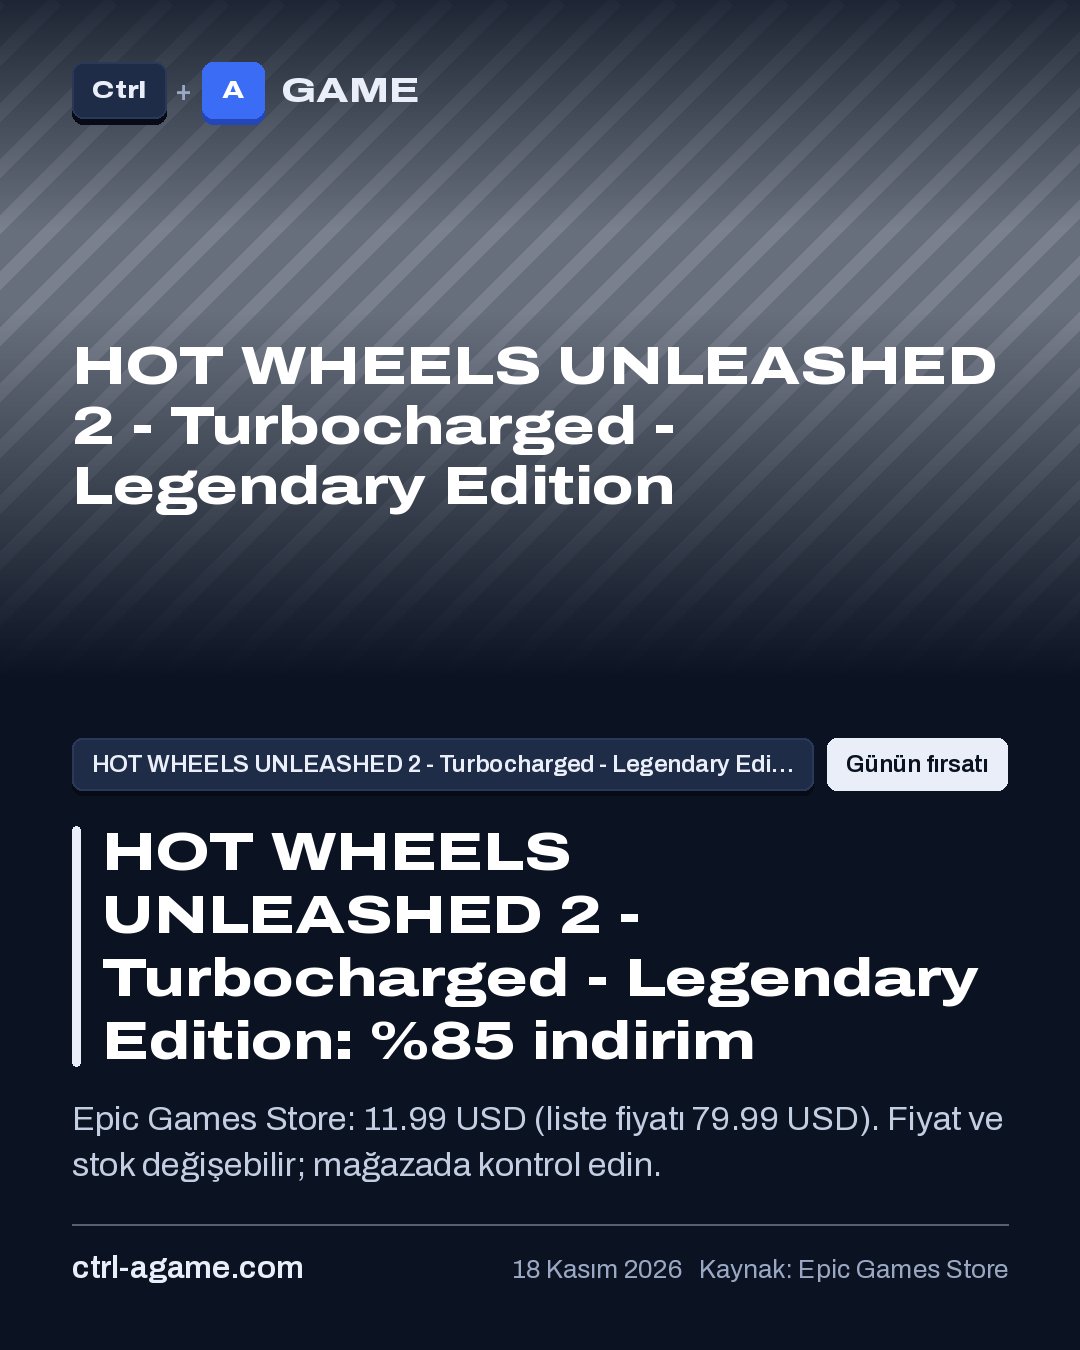 Ctrl + A GAME
HOT WHEELS UNLEASHED
2 - Turbocharged -
Legendary Edition
HOT WHEELS UNLEASHED 2 - Turbocharged - Legendary Edi...
Günün fırsatı
HOT WHEELS
UNLEASHED 2 -
Turbocharged - Legendary
Edition: %85 indirim
Epic Games Store: 11.99 USD (liste fiyatı 79.99 USD). Fiyat ve
stok değişebilir; mağazada kontrol edin.
ctrl-agame.com
18 Kasım 2026 Kaynak: Epic Games Store